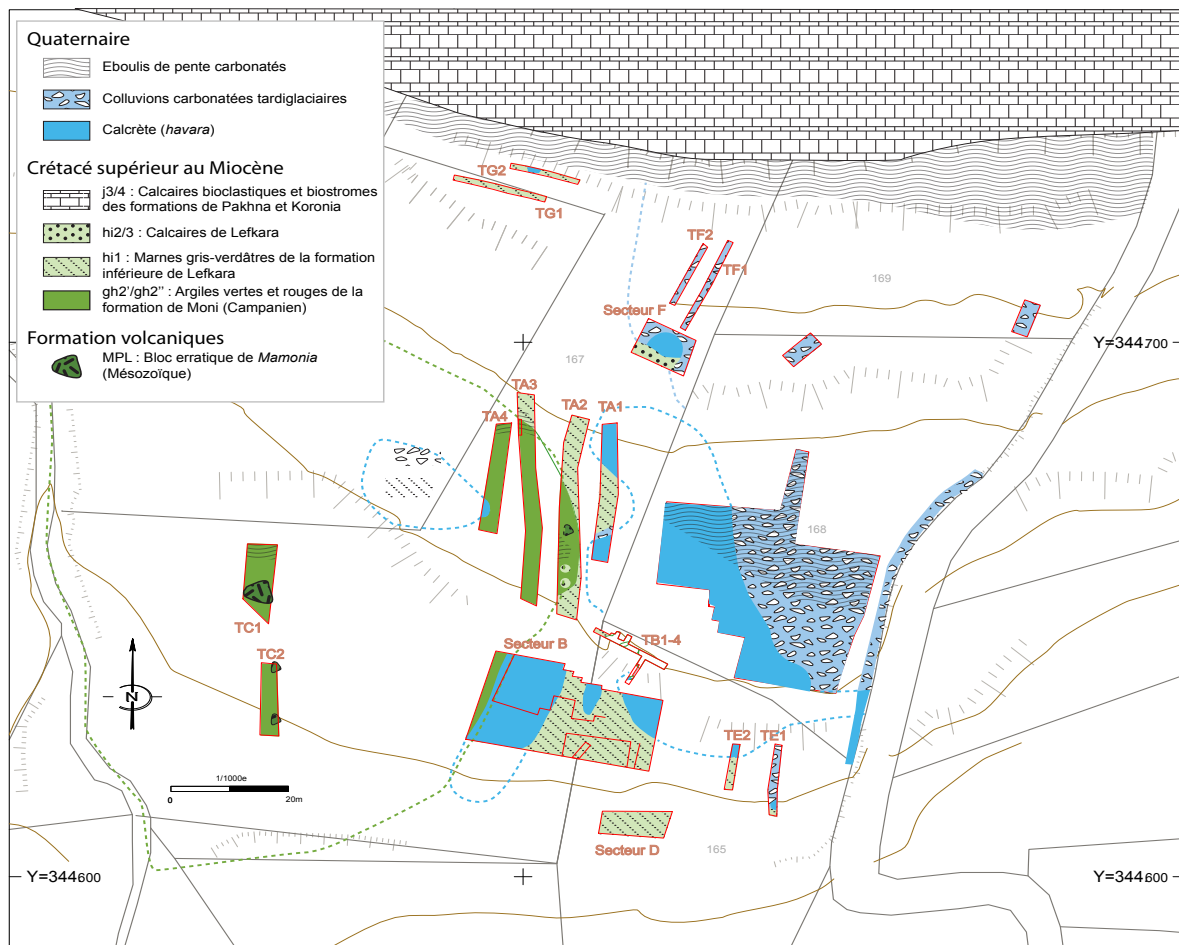 Quaternaire
Eboulis de pente carbonatés
Colluvions carbonatées tardiglaciaires
Calcrète (havara)
Crétacé supérieur au Miocène
j3/4 : Calcaires bioclastiques et biostromes
des formations de Pakhna et Koronia
hi2/3 : Calcaires de Lefkara
hi1 : Marnes gris-verdâtres de la formation
inférieure de Lefkara
gh2'/gh2'' : Argiles vertes et rouges de la
formation de Moni (Campanien)
Formation volcaniques
MPL : Bloc erratique de Mamonia
(Mésozoïque)
TG2
TG1
TF2
TF1
169
Secteur F
Y=344700
167
TA3
TA2
TA1
TA4
168
TC1
TB1-4
Secteur B
TC2
N
TE2
TE1
1/1000e
0
20m
Secteur D
165
Y=344600
Y=344600